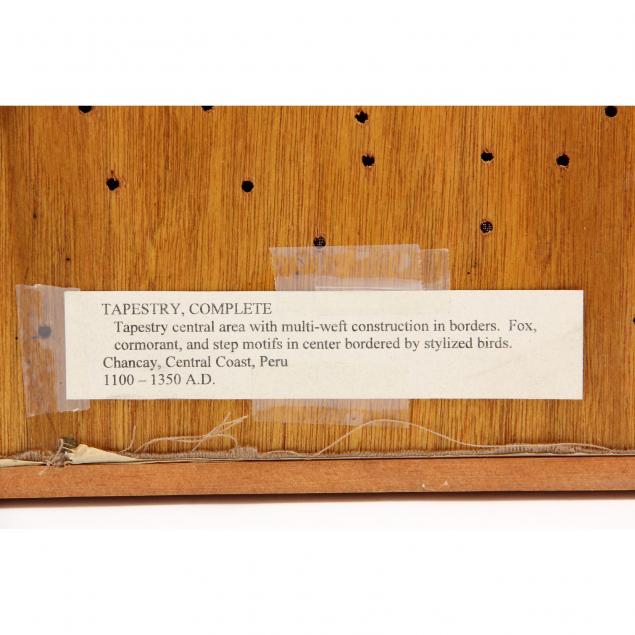 TAPESTRY, COMPLETE
Tapestry central area with multi-weft construction in borders. Fox,
cormorant, and step motifs in center bordered by stylized birds.
Chancay, Central Coast, Peru
1100 – 1350 A.D.